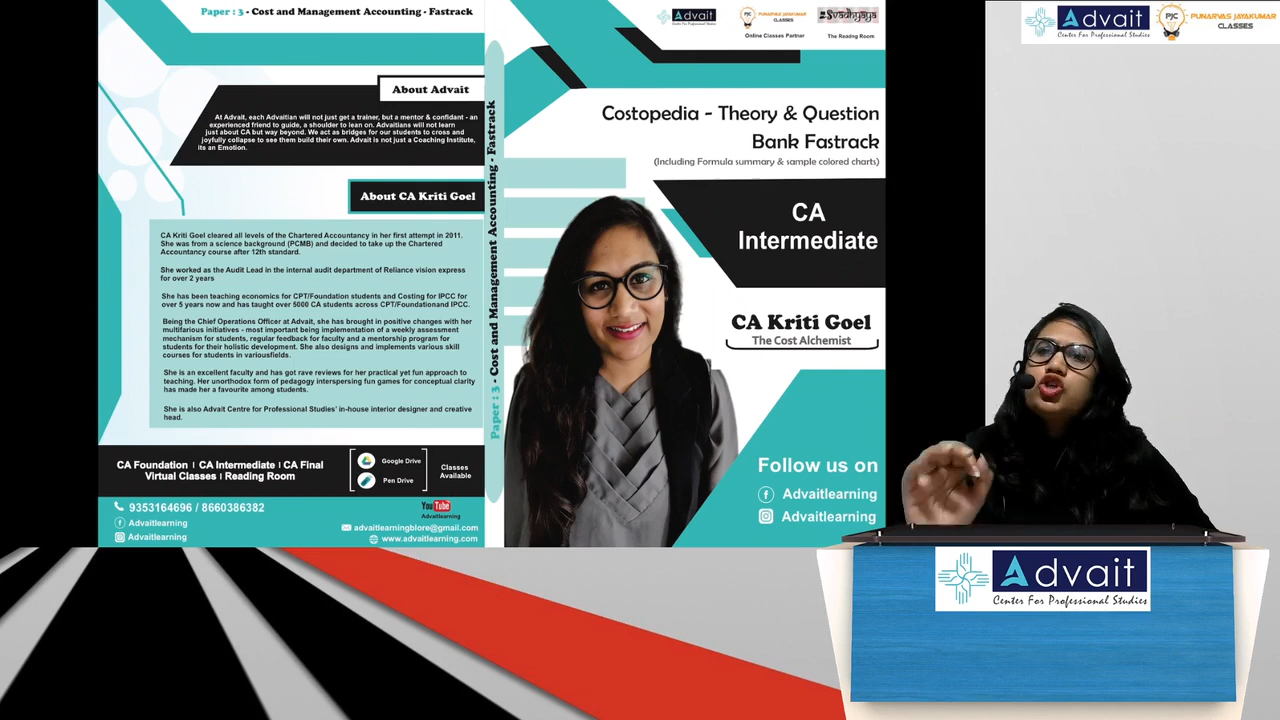 Paper : 3 - Cost and Management Accounting - Fastrack
About Advait
At Advait, each Advaitian will not just get a trainer, but a mentor & confidant - an
experienced friend to guide, a shoulder to lean on. Advaitians will not learn
just about CA but way beyond. We act as bridges for our students to cross and
joyfully collapse to see them build their own. Advait is not just a Coaching Institute,
its an Emotion.
About CA Kriti Goel
CA Kriti Goel cleared all levels of the Chartered Accountancy in her first attempt in 2011.
She was from a science background (PCMB) and decided to take up the Chartered
Accountancy course after 12th standard.
She worked as the Audit Lead in the internal audit department of Reliance vision express
for over 2 years
She has been teaching economics for CPT/Foundation students and Costing for IPCC for
over 5 years now and has taught over 5000 CA students across CPT/Foundationand IPCC.
Being the Chief Operations Officer at Advait, she has brought in positive changes with her
multifarious initiatives - most important being implementation of a weekly assessment
mechanism for students, regular feedback for faculty and a mentorship program for
students for their holistic development. She also designs and implements various skill
courses for students in variousfields.
She is an excellent faculty and has got rave reviews for her practical yet fun approach to
teaching. Her unorthodox form of pedagogy interspersing fun games for conceptual clarity
has made her a favourite among students.
She is also Advait Centre for Professional Studies' in-house interior designer and creative
head.
CA Foundation | CA Intermediate | CA Final
Virtual Classes | Reading Room
Google Drive
Pen Drive
Classes
Available
9353164696 / 8660386382
Advaitlearning
Advaitlearning
YouTube
Advaitlearning
advaitlearningblore@gmail.com
www.advaitlearning.com
Paper : 3 - Cost and Management Accounting - Fastrack
Advait
PUNARVAS JAYAKUMAR
CLASSES
Online Classes Partner
Svadhyaya
The Reading Room
Costopedia - Theory & Question
Bank Fastrack
(Including Formula summary & sample colored charts)
CA
Intermediate
CA Kriti Goel
The Cost Alchemist
Follow us on
Advaitlearning
Advaitlearning
Advait
Center For Professional Studies
PJC
PUNARVAS JAYAKUMAR
CLASSES
Advait
Center For Professional Studies